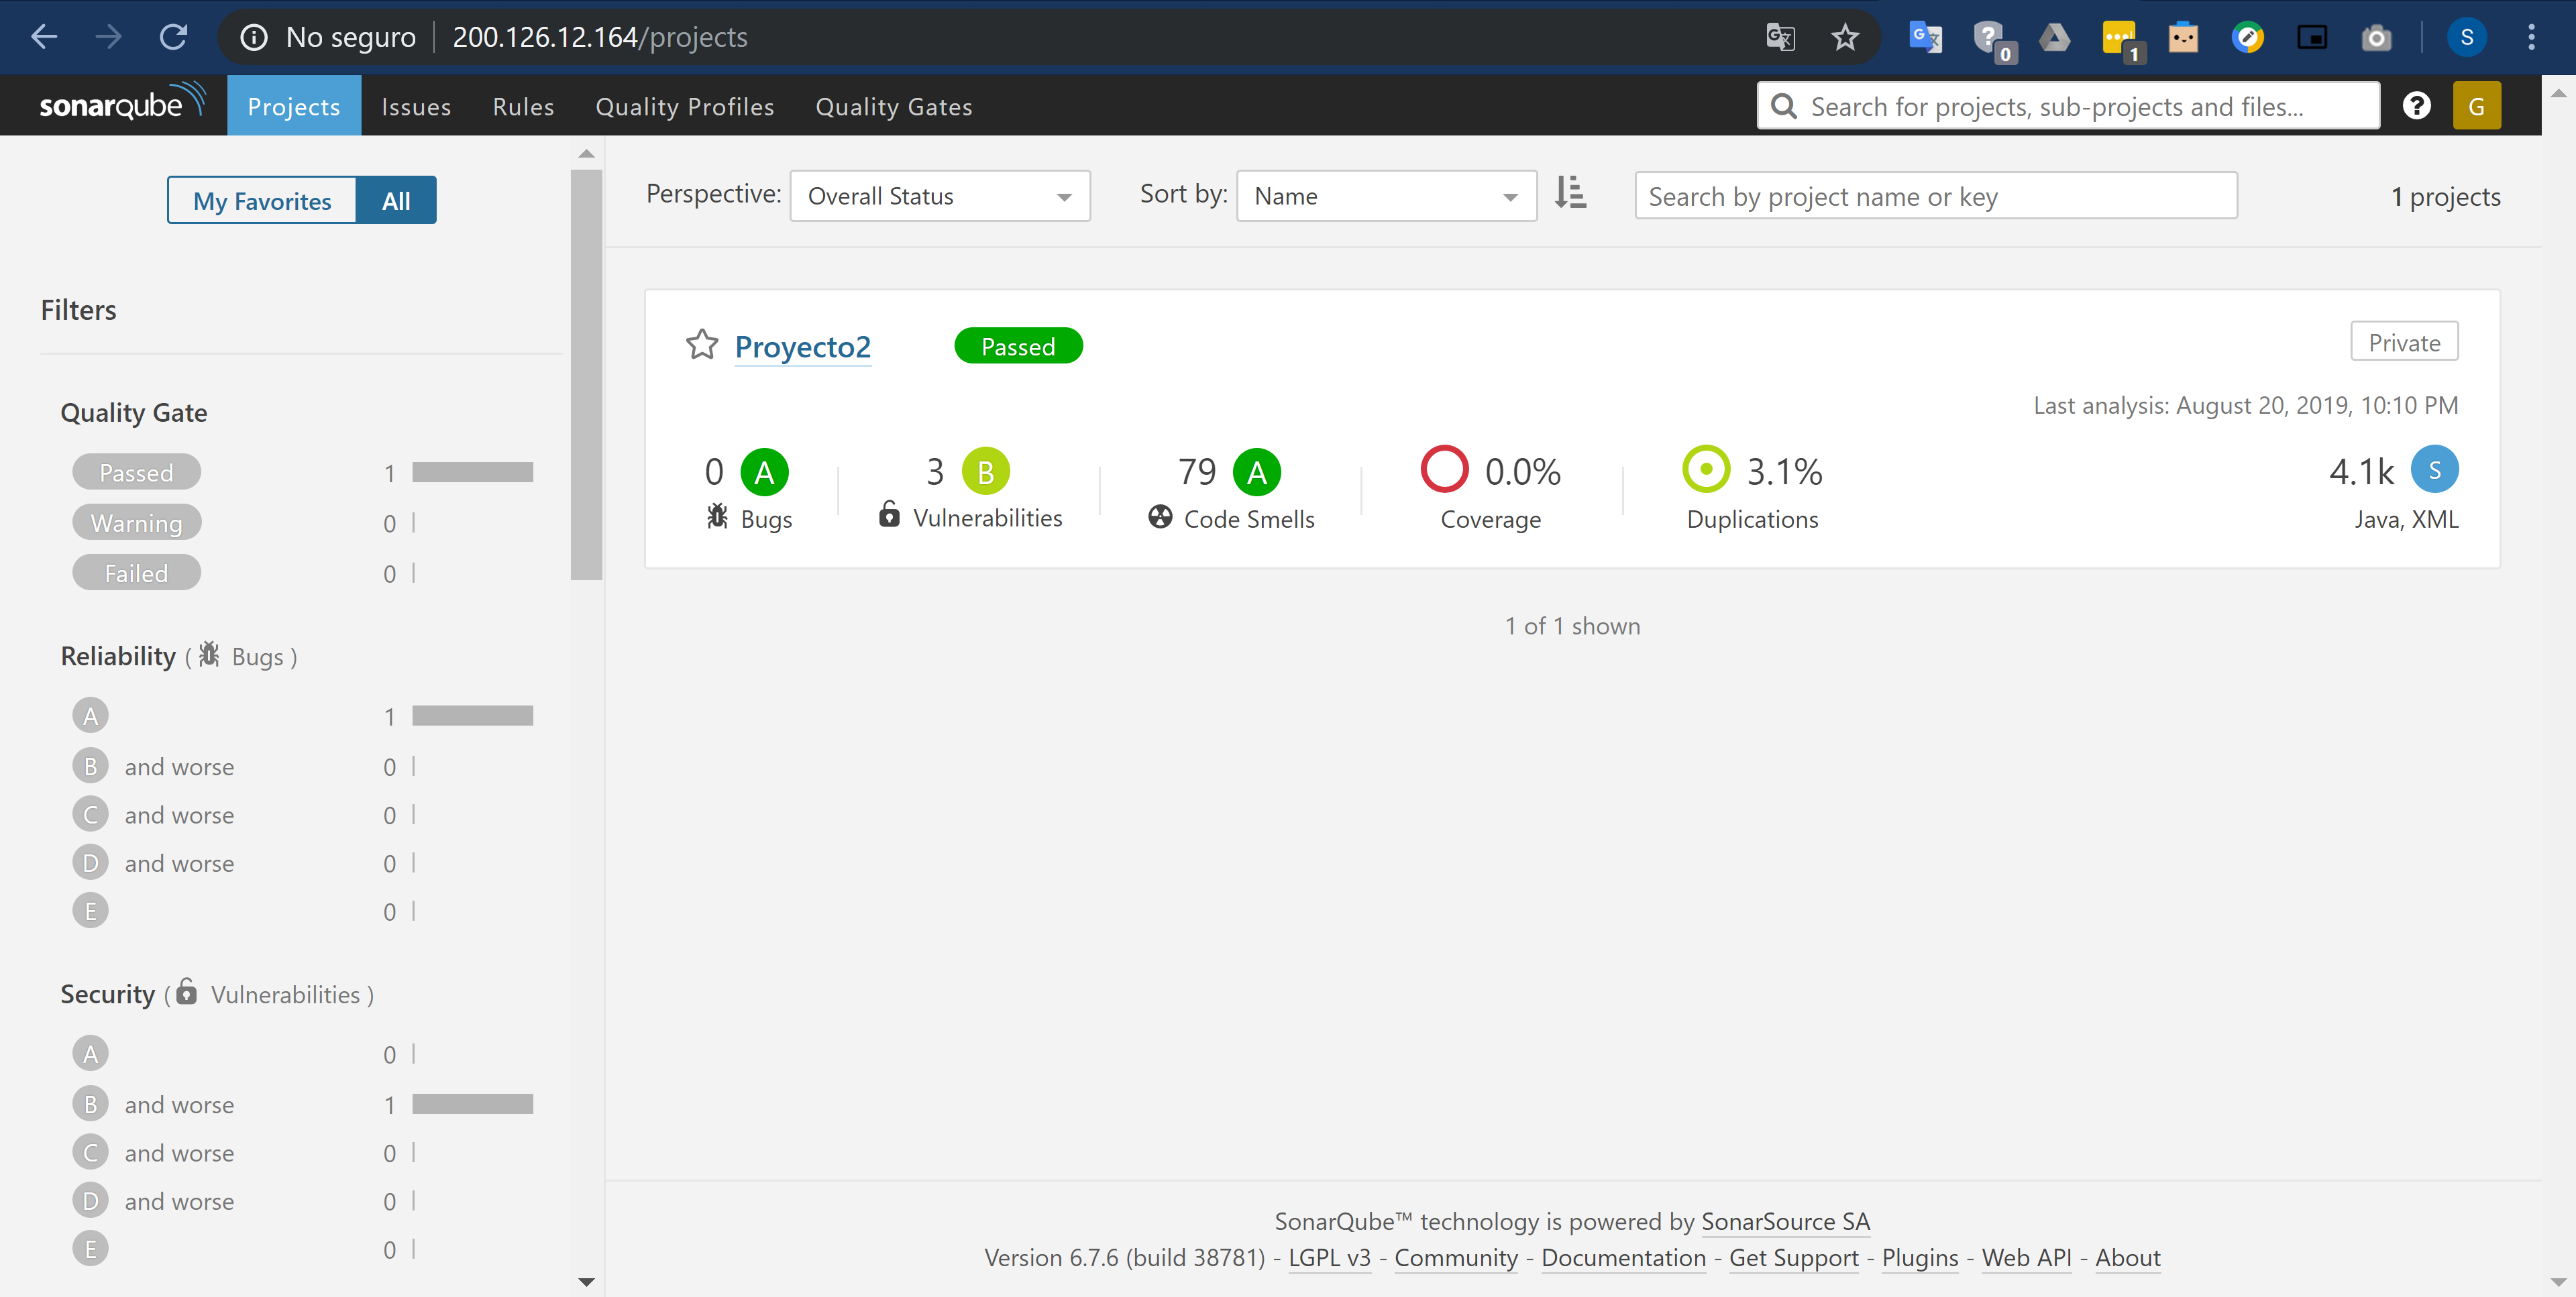 No seguro 200.126.12.164/projects
0 1 S
sonarqube Projects Issues Rules Quality Profiles Quality Gates Search for projects, sub-projects and files... ? G
My Favorites All
Perspective: Overall Status Sort by: Name Search by project name or key 1 projects
Filters
Quality Gate
Passed 1
Warning 0
Failed 0
Reliability ( Bugs )
A 1
B and worse 0
C and worse 0
D and worse 0
E 0
Security ( Vulnerabilities )
A 0
B and worse 1
C and worse 0
D and worse 0
E 0
Proyecto2 Passed Private
Last analysis: August 20, 2019, 10:10 PM
0 A 3 B 79 A 0.0% 3.1% 4.1k S
Bugs Vulnerabilities Code Smells Coverage Duplications Java, XML
1 of 1 shown
SonarQube™ technology is powered by SonarSource SA
Version 6.7.6 (build 38781) - LGPL v3 - Community - Documentation - Get Support - Plugins - Web API - About